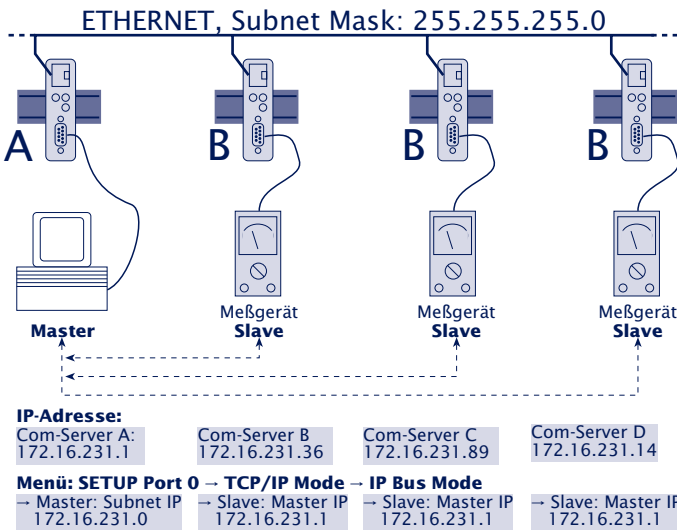 ETHERNET, Subnet Mask: 255.255.255.0
A B B B
Meßgerät Meßgerät Meßgerät
Master Slave Slave Slave
IP-Adresse:
Com-Server A: Com-Server B Com-Server C Com-Server D
172.16.231.1 172.16.231.36 172.16.231.89 172.16.231.14
Menü: SETUP Port 0 → TCP/IP Mode → IP Bus Mode
→ Master: Subnet IP → Slave: Master IP → Slave: Master IP → Slave: Master IP
172.16.231.0 172.16.231.1 172.16.231.1 172.16.231.1